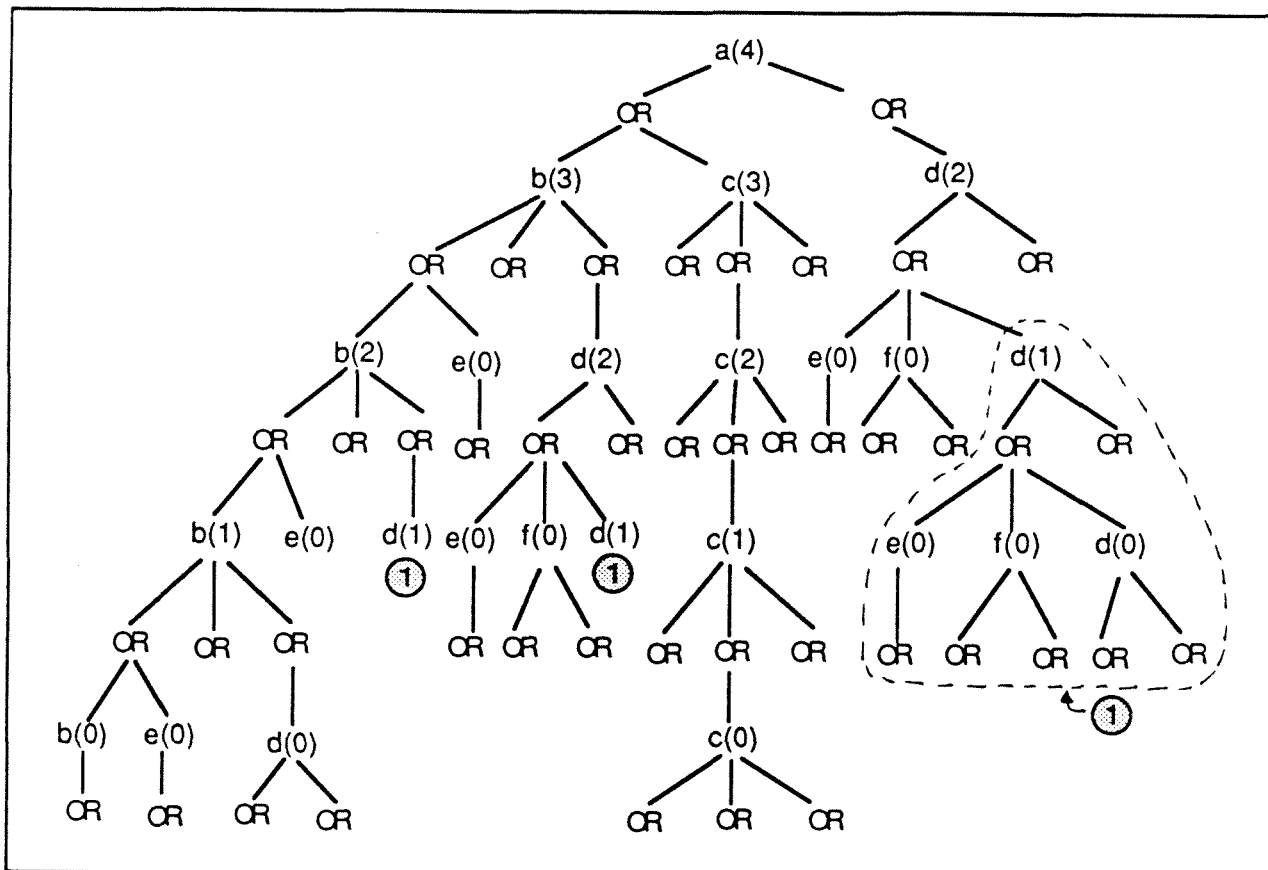 a(4)
OR OR
b(3) c(3) d(2)
OR OR OR OR OR OR OR OR
b(2) e(0) d(2) c(2) e(0) f(0) d(1)
OR OR OR OR OR OR OR OR OR OR OR OR OR OR
b(1) e(0) d(1) e(0) f(0) d(1) c(1) e(0) f(0) d(0)
1 1
OR OR OR OR OR OR OR OR OR OR OR OR OR OR
1
b(0) e(0) d(0) c(0)
OR OR OR OR OR OR OR